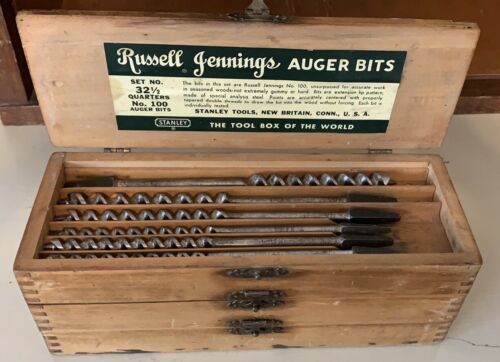 Russell Jennings AUGER BITS
SET NO.
32½
QUARTERS
No. 100
AUGER BITS
The bits in this set are Russell Jennings No. 100, unsurpassed for accurate work
in seasoned woods not extremely gummy or hard. Bits are extension lip pattern,
made of special analysis steel. Points are accurately centered with properly
tapered double threads to draw the bit into the wood without forcing. Each bit is
individually tested.
STANLEY TOOLS, NEW BRITAIN, CONN., U. S. A.
STANLEY
THE TOOL BOX OF THE WORLD